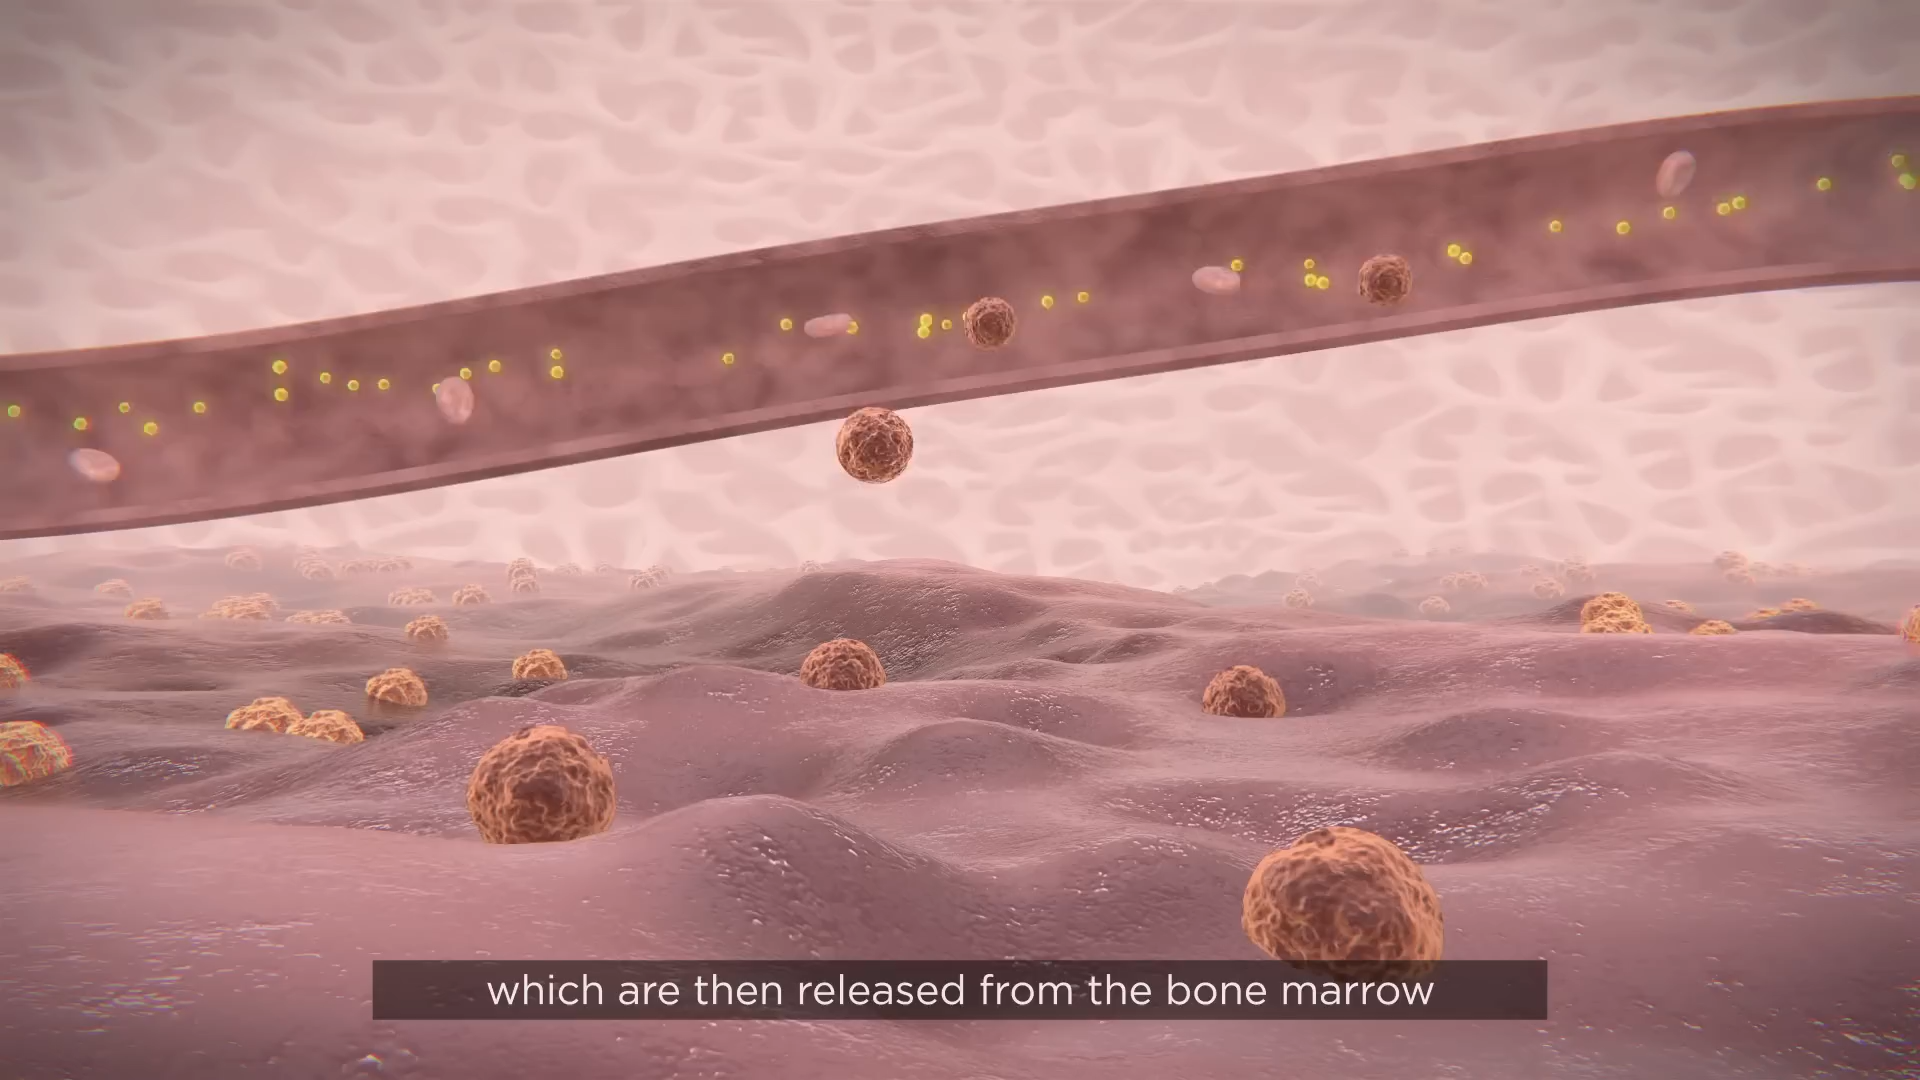 which are then released from the bone marrow